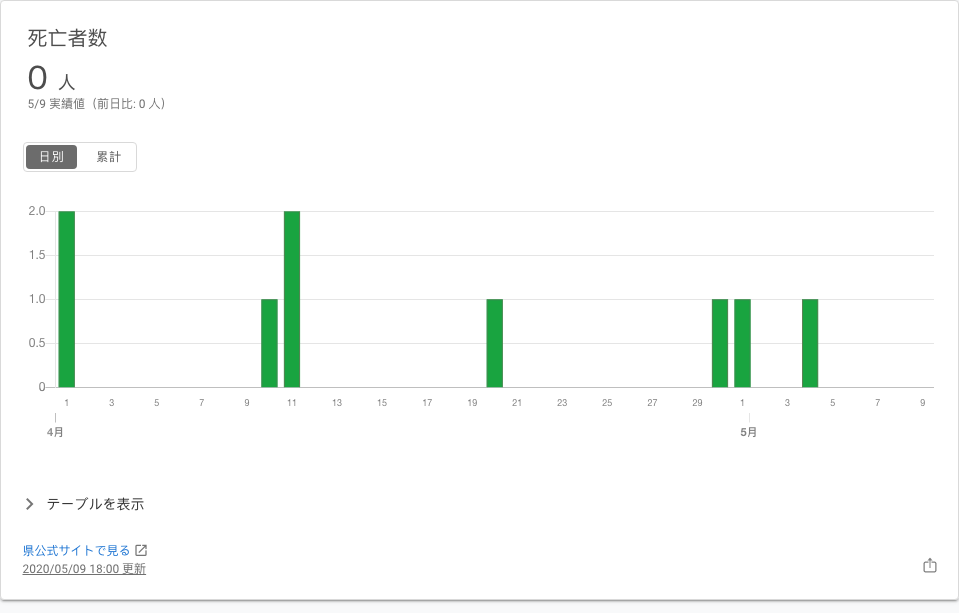 死亡者数
0 人
5/9 実績値（前日比: 0 人）
日別 累計
2.0
1.5
1.0
0.5
0
1 3 5 7 9 11 13 15 17 19 21 23 25 27 29 1 3 5 7 9
4月 5月
テーブルを表示
県公式サイトで見る
2020/05/09 18:00 更新